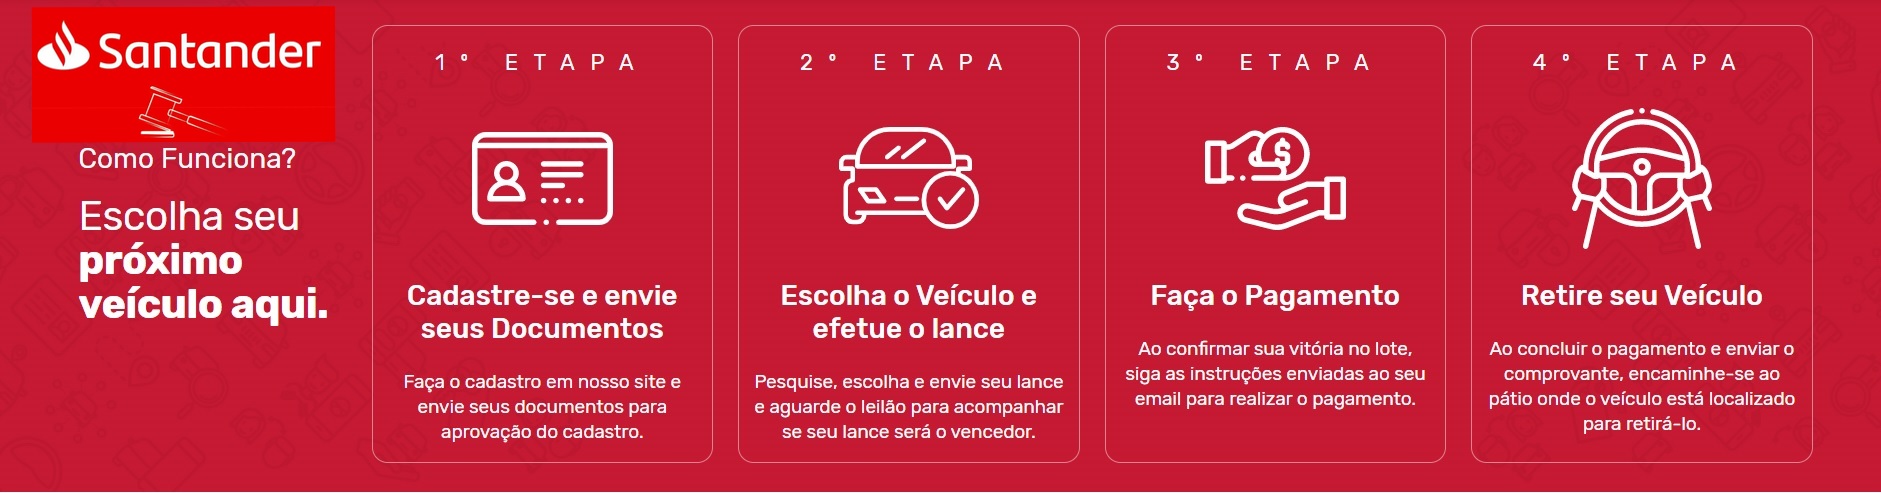 Santander
Como Funciona?
Escolha seu
próximo
veículo aqui.
1º ETAPA
Cadastre-se e envie
seus Documentos
Faça o cadastro em nosso site e
envie seus documentos para
aprovação do cadastro.
2º ETAPA
Escolha o Veículo e
efetue o lance
Pesquise, escolha e envie seu lance
e aguarde o leilão para acompanhar
se seu lance será o vencedor.
3º ETAPA
$
Faça o Pagamento
Ao confirmar sua vitória no lote,
siga as instruções enviadas ao seu
email para realizar o pagamento.
4º ETAPA
Retire seu Veículo
Ao concluir o pagamento e enviar o
comprovante, encaminhe-se ao
pátio onde o veículo está localizado
para retirá-lo.